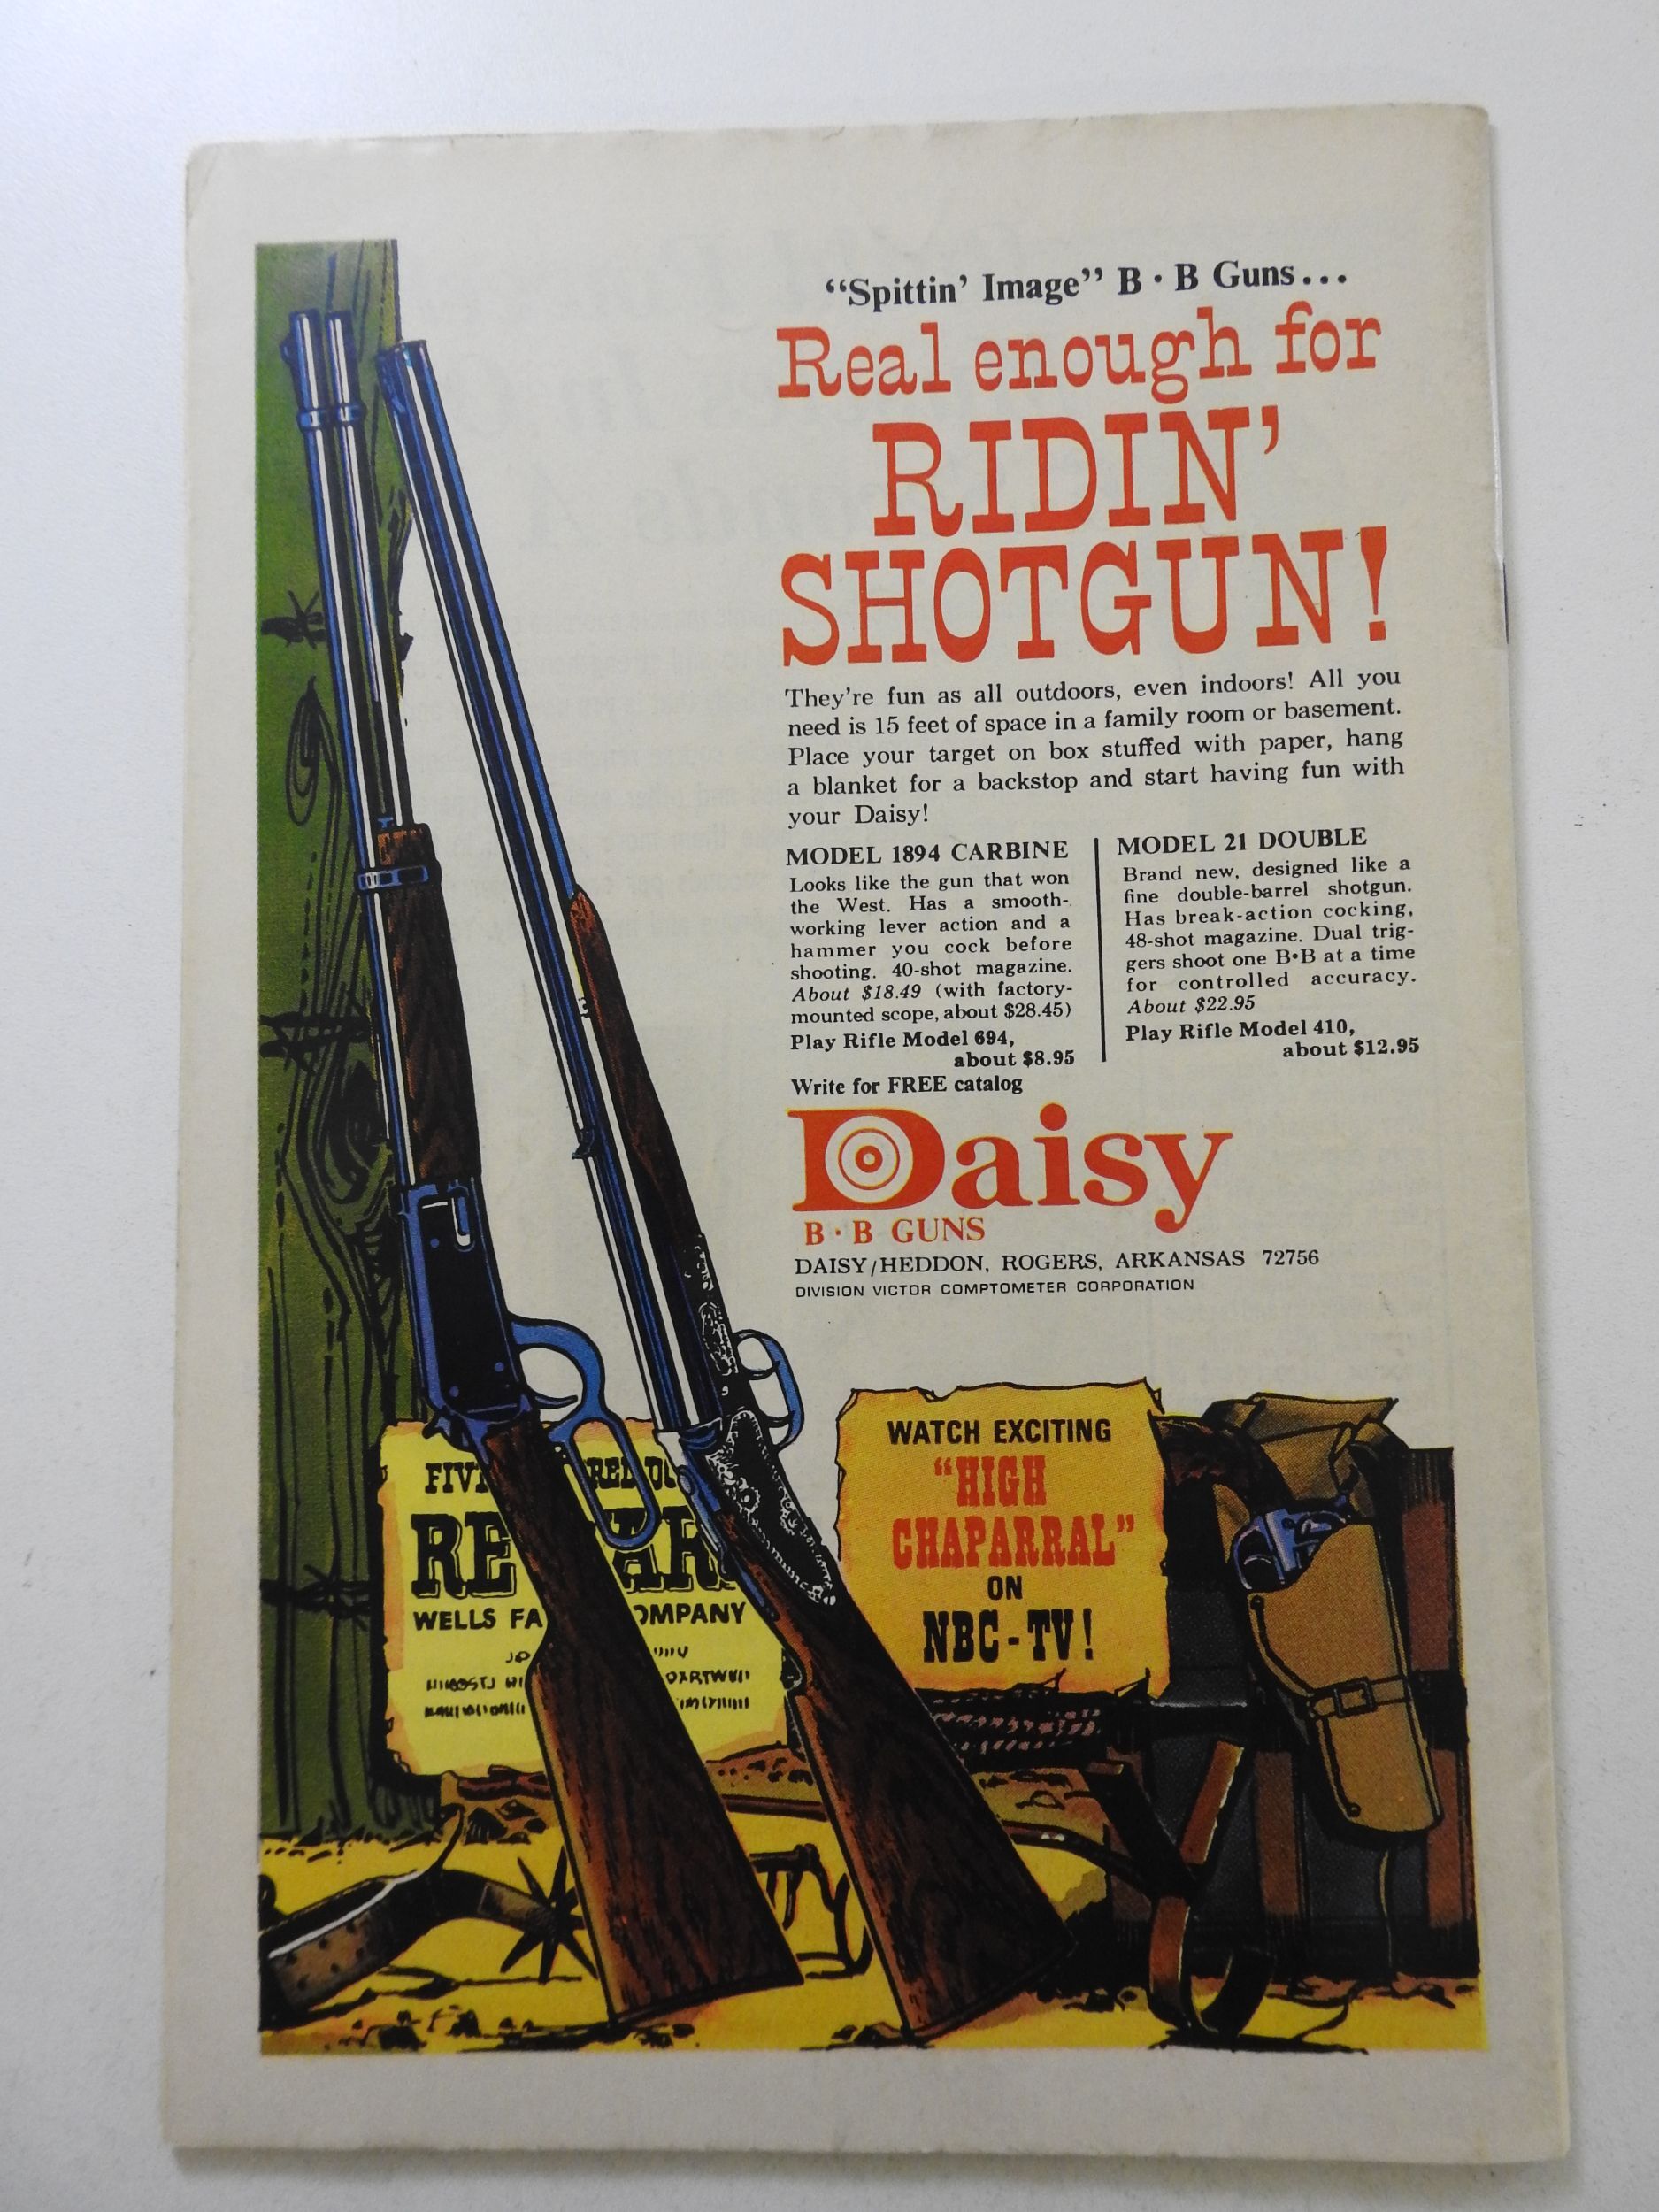 “Spittin’ Image” B·B Guns...
Real enough for
RIDIN’
SHOTGUN!
They’re fun as all outdoors, even indoors! All you
need is 15 feet of space in a family room or basement.
Place your target on box stuffed with paper, hang
a blanket for a backstop and start having fun with
your Daisy!
MODEL 1894 CARBINE
Looks like the gun that won
the West. Has a smooth-
working lever action and a
hammer you cock before
shooting. 40-shot magazine.
About $18.49 (with factory-
mounted scope, about $28.45)
Play Rifle Model 694,
about $8.95
MODEL 21 DOUBLE
Brand new, designed like a
fine double-barrel shotgun.
Has break-action cocking,
48-shot magazine. Dual trig-
gers shoot one B•B at a time
for controlled accuracy.
About $22.95
Play Rifle Model 410,
about $12.95
Write for FREE catalog
Daisy
B·B GUNS
DAISY/HEDDON, ROGERS, ARKANSAS 72756
DIVISION VICTOR COMPTOMETER CORPORATION
WATCH EXCITING
“HIGH
CHAPARRAL”
ON
NBC-TV!
WELLS